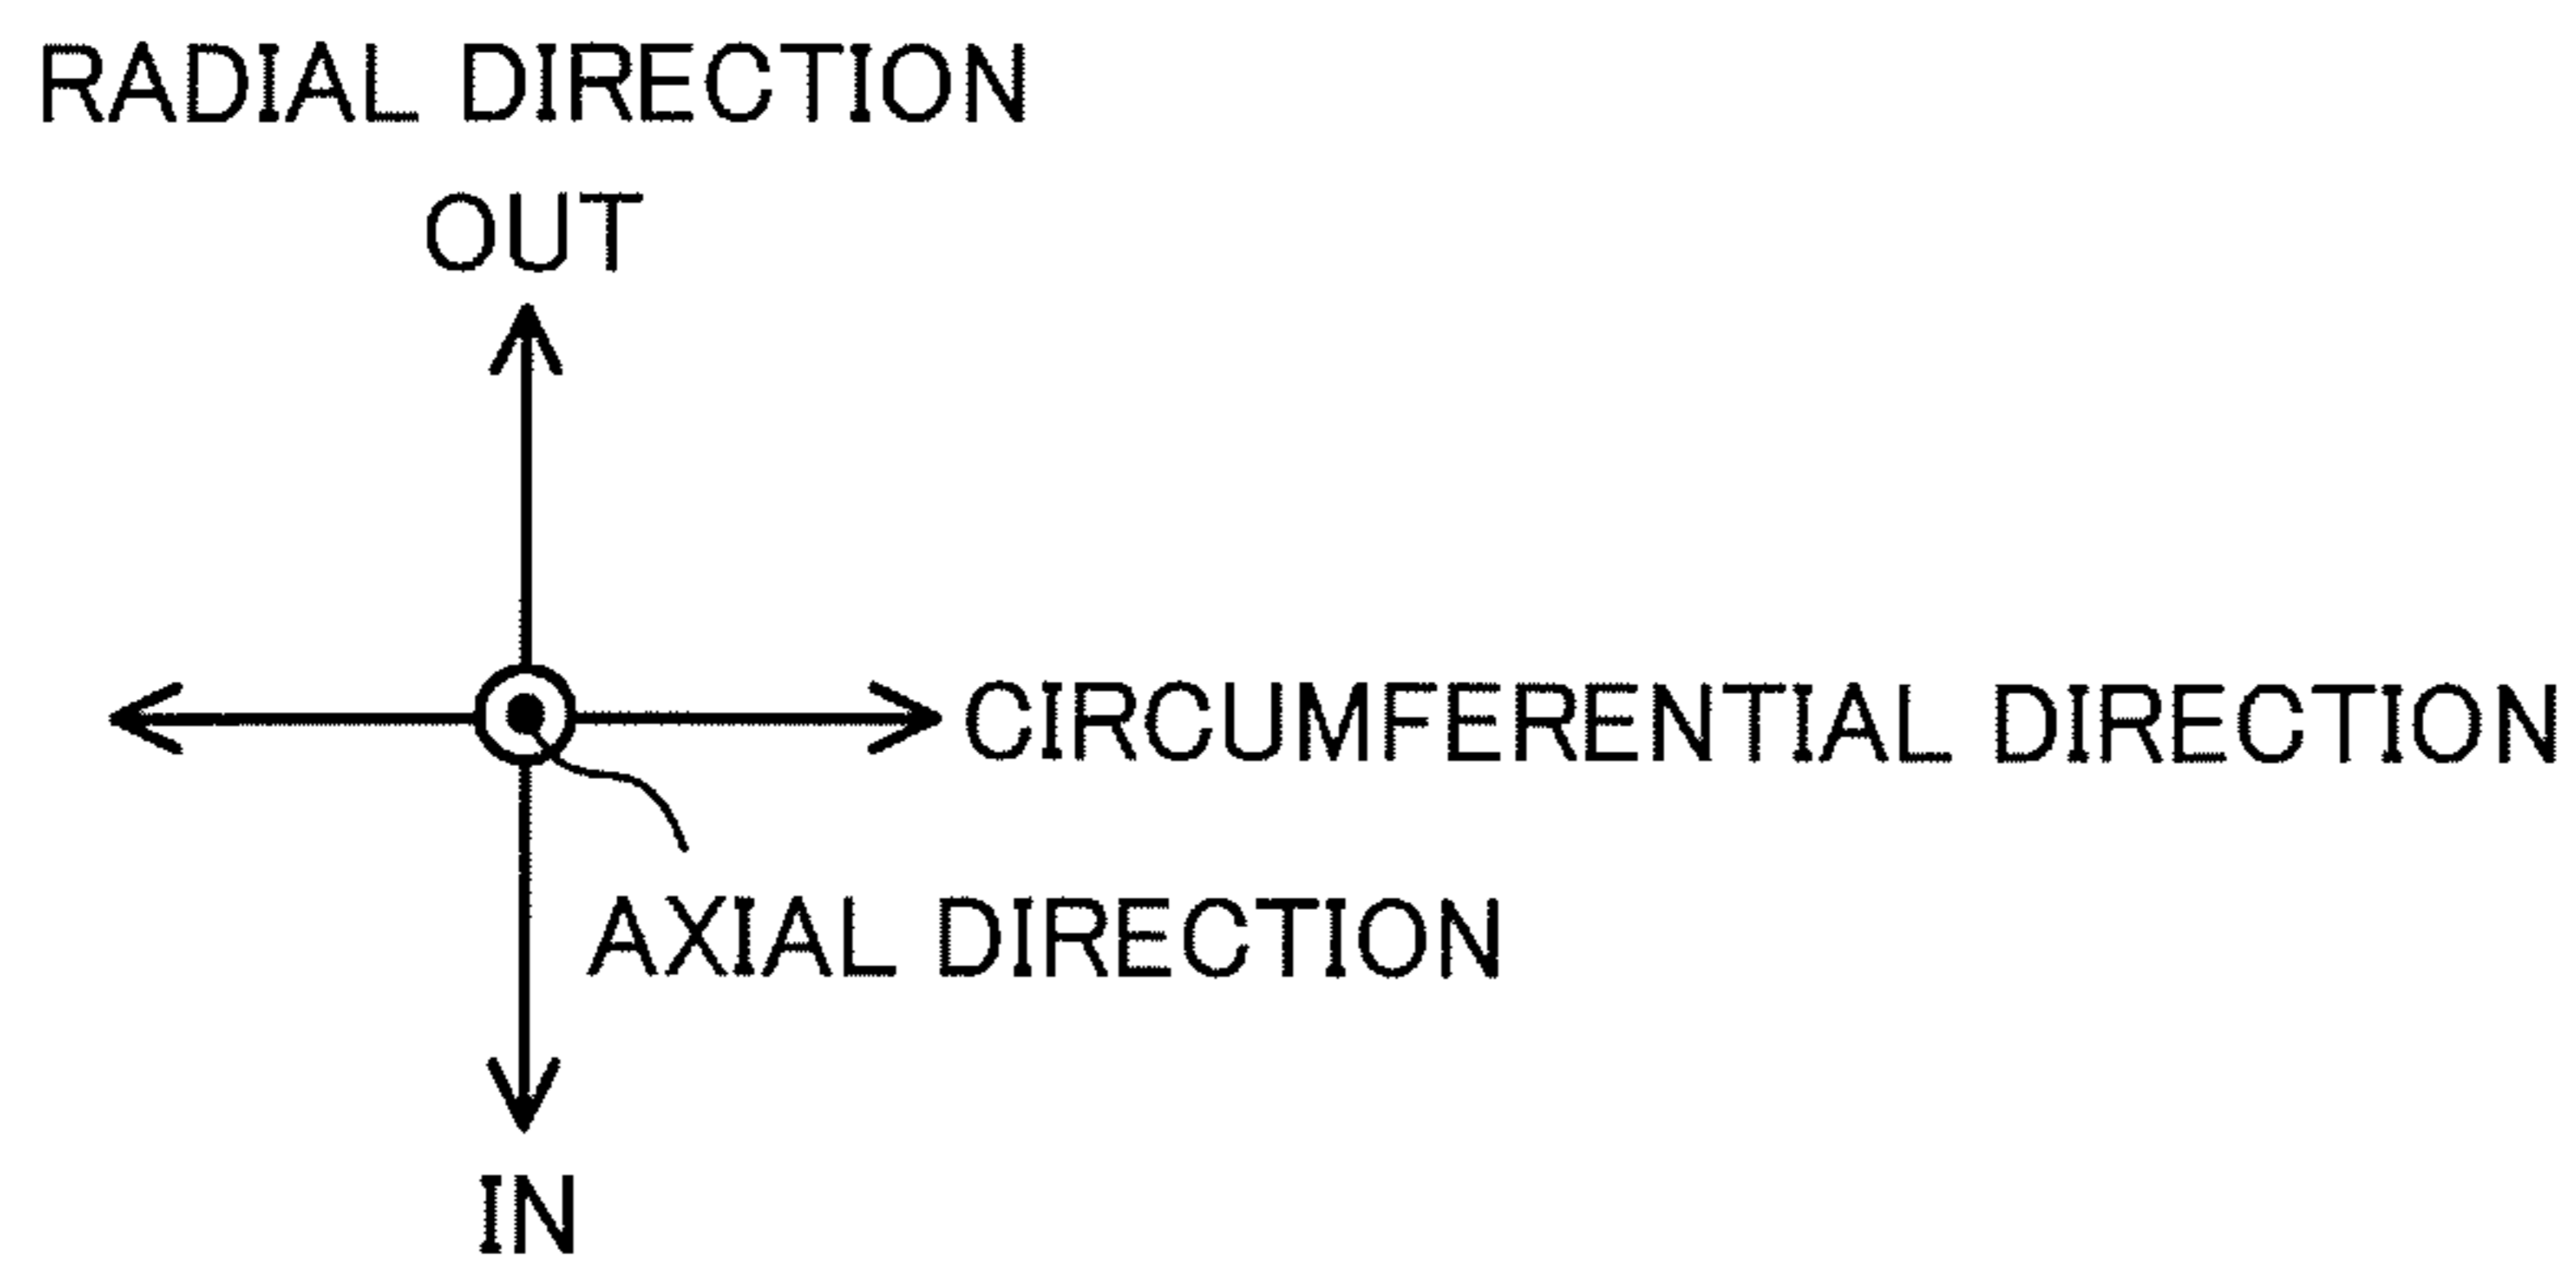 RADIAL DIRECTION
OUT
CIRCUMFERENTIAL DIRECTION
AXIAL DIRECTION
IN